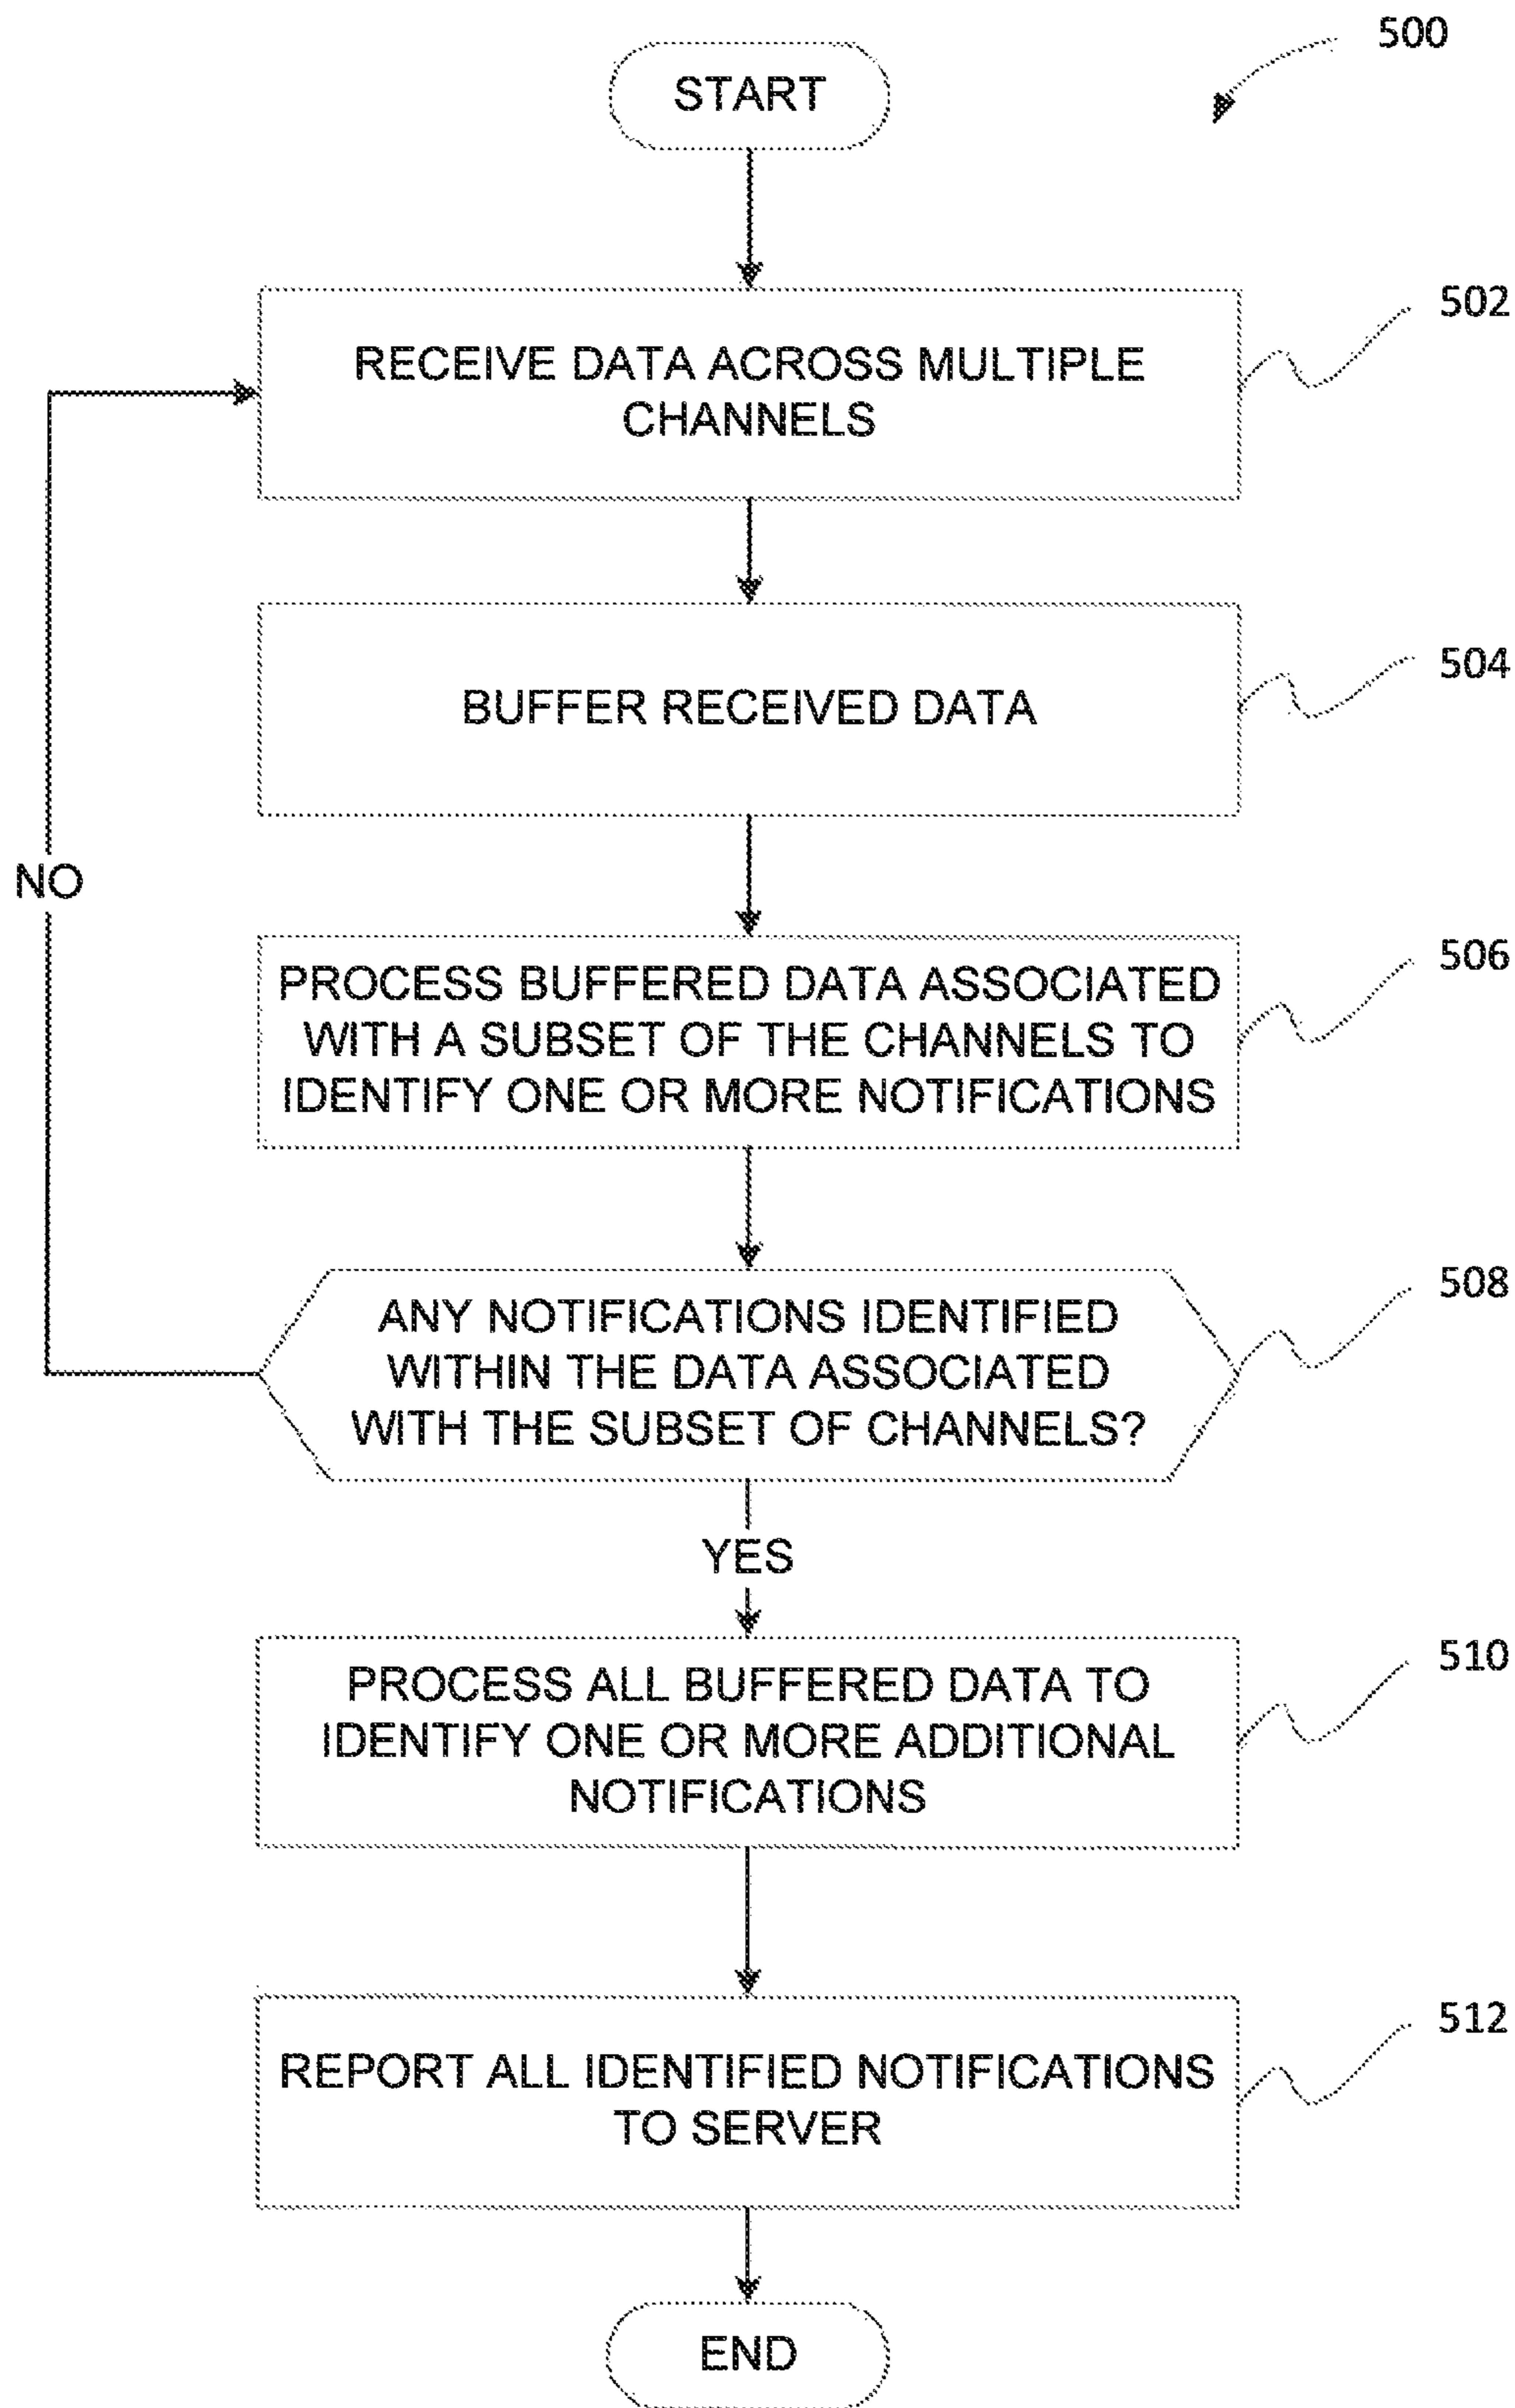 500
START
502
RECEIVE DATA ACROSS MULTIPLE
CHANNELS
504
BUFFER RECEIVED DATA
NO
506
PROCESS BUFFERED DATA ASSOCIATED
WITH A SUBSET OF THE CHANNELS TO
IDENTIFY ONE OR MORE NOTIFICATIONS
508
ANY NOTIFICATIONS IDENTIFIED
WITHIN THE DATA ASSOCIATED
WITH THE SUBSET OF CHANNELS?
YES
510
PROCESS ALL BUFFERED DATA TO
IDENTIFY ONE OR MORE ADDITIONAL
NOTIFICATIONS
512
REPORT ALL IDENTIFIED NOTIFICATIONS
TO SERVER
END